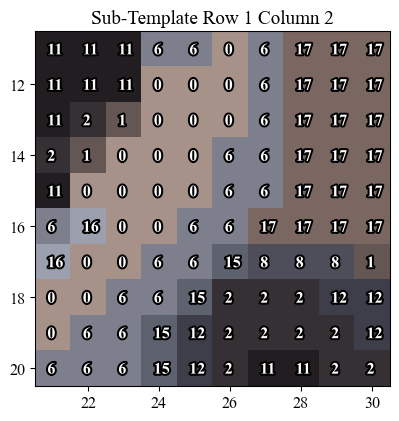 Sub-Template Row 1 Column 2
11 11 11 6 6 0 6 17 17 17
12 11 11 11 0 0 0 6 17 17 17
11 2 1 0 0 0 6 17 17 17
14 2 1 0 0 0 6 6 17 17 17
11 0 0 0 0 6 6 17 17 17
16 6 16 0 0 6 6 17 17 17 17
16 0 0 6 6 15 8 8 8 1
18 0 0 6 6 15 2 2 2 12 12
0 6 6 15 12 2 2 2 2 12
20 6 6 6 15 12 2 11 11 2 2
22 24 26 28 30